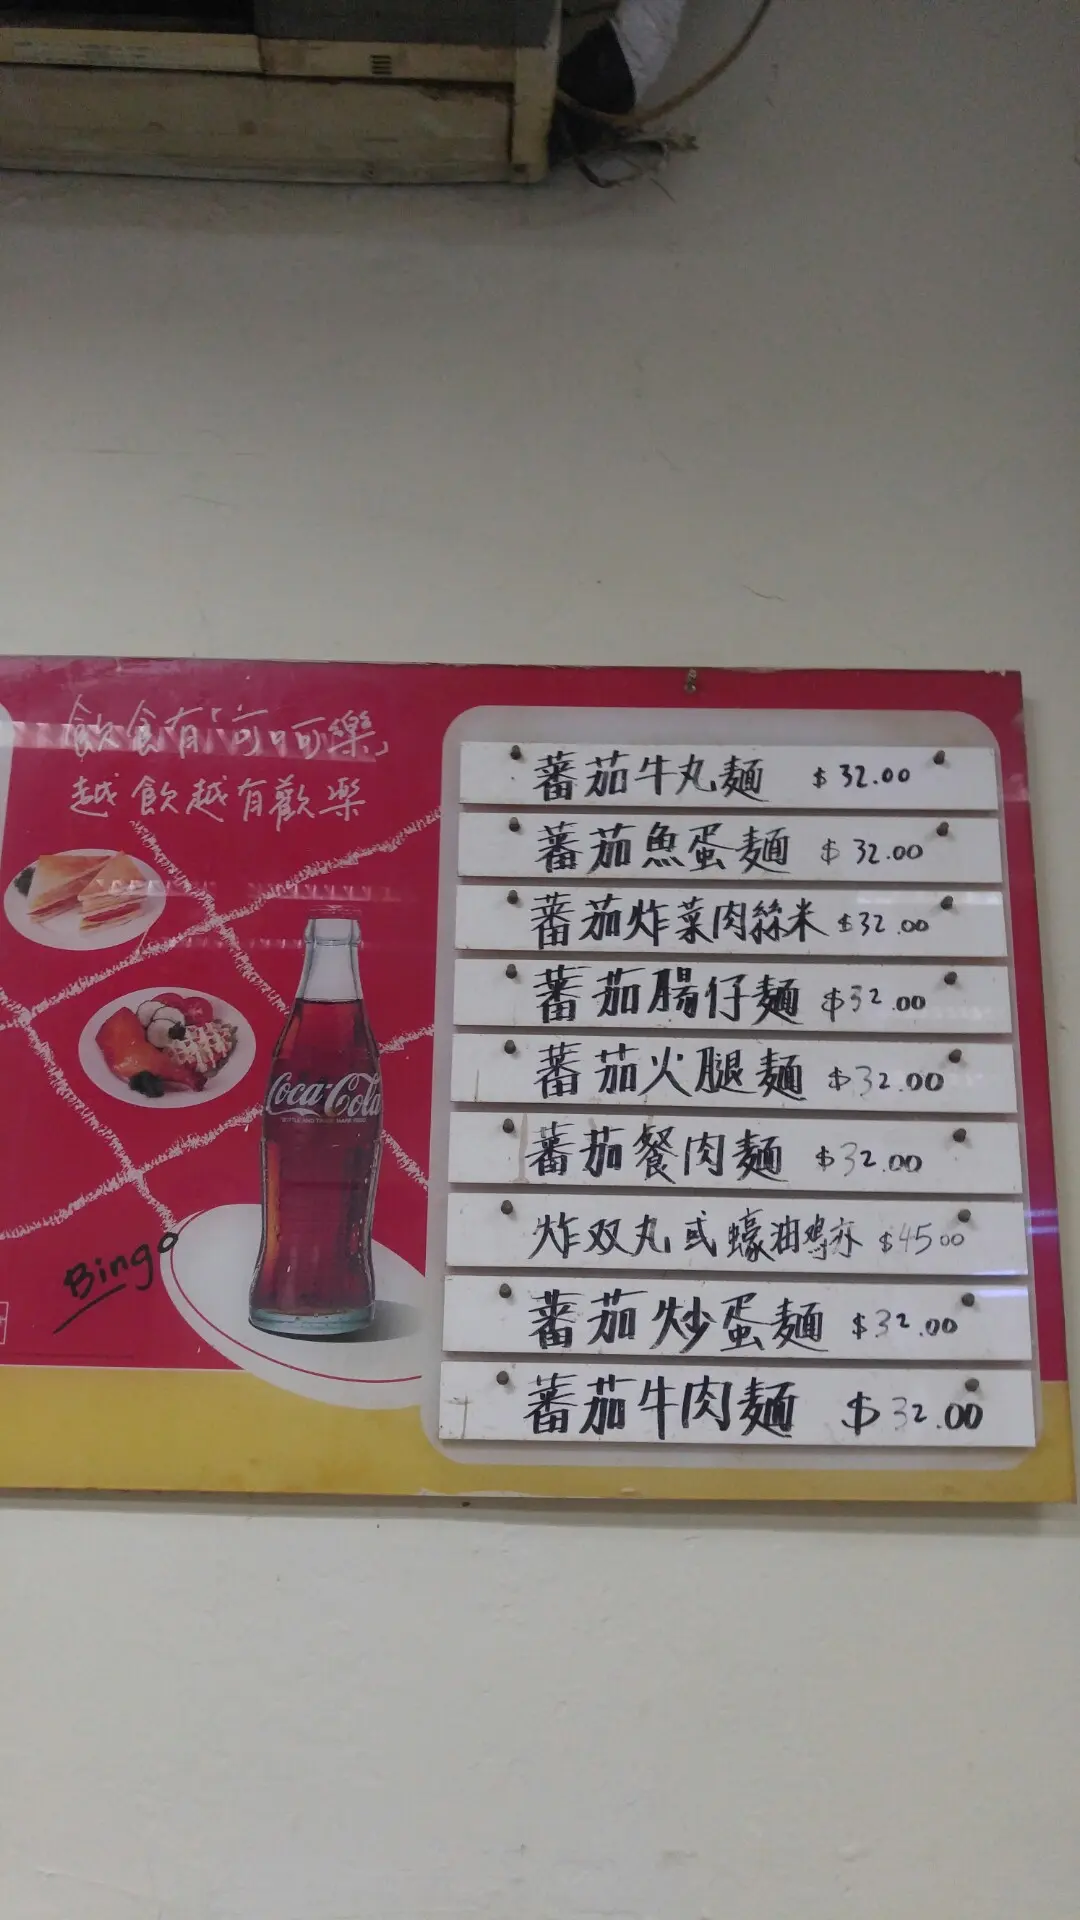 飲食有「可口可樂」
越飲越有歡樂
Coca-Cola
Bingo
蕃茄牛丸麵 $32.00
蕃茄魚蛋麵 $32.00
蕃茄炸菜肉絲米 $32.00
蕃茄腸仔麵 $32.00
蕃茄火腿麵 $32.00
蕃茄餐肉麵 $32.00
炸双丸或蠔油鸡 $45.00
蕃茄炒蛋麵 $32.00
蕃茄牛肉麵 $32.00